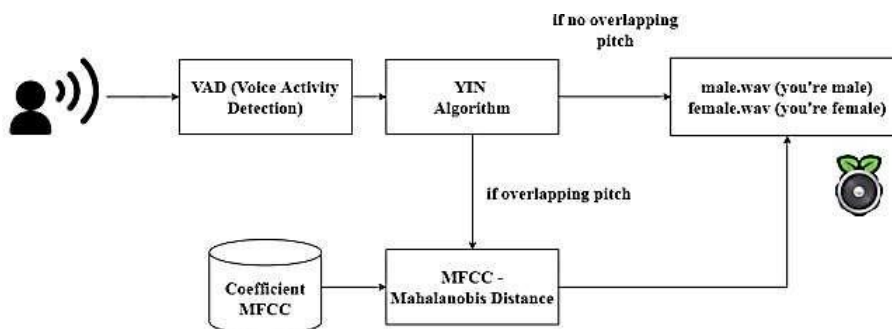 if no overlapping
pitch
VAD (Voice Activity
Detection)
YIN
Algorithm
male.wav (you're male)
female.wav (you're female)
if overlapping pitch
Coefficient
MFCC
MFCC -
Mahalanobis Distance